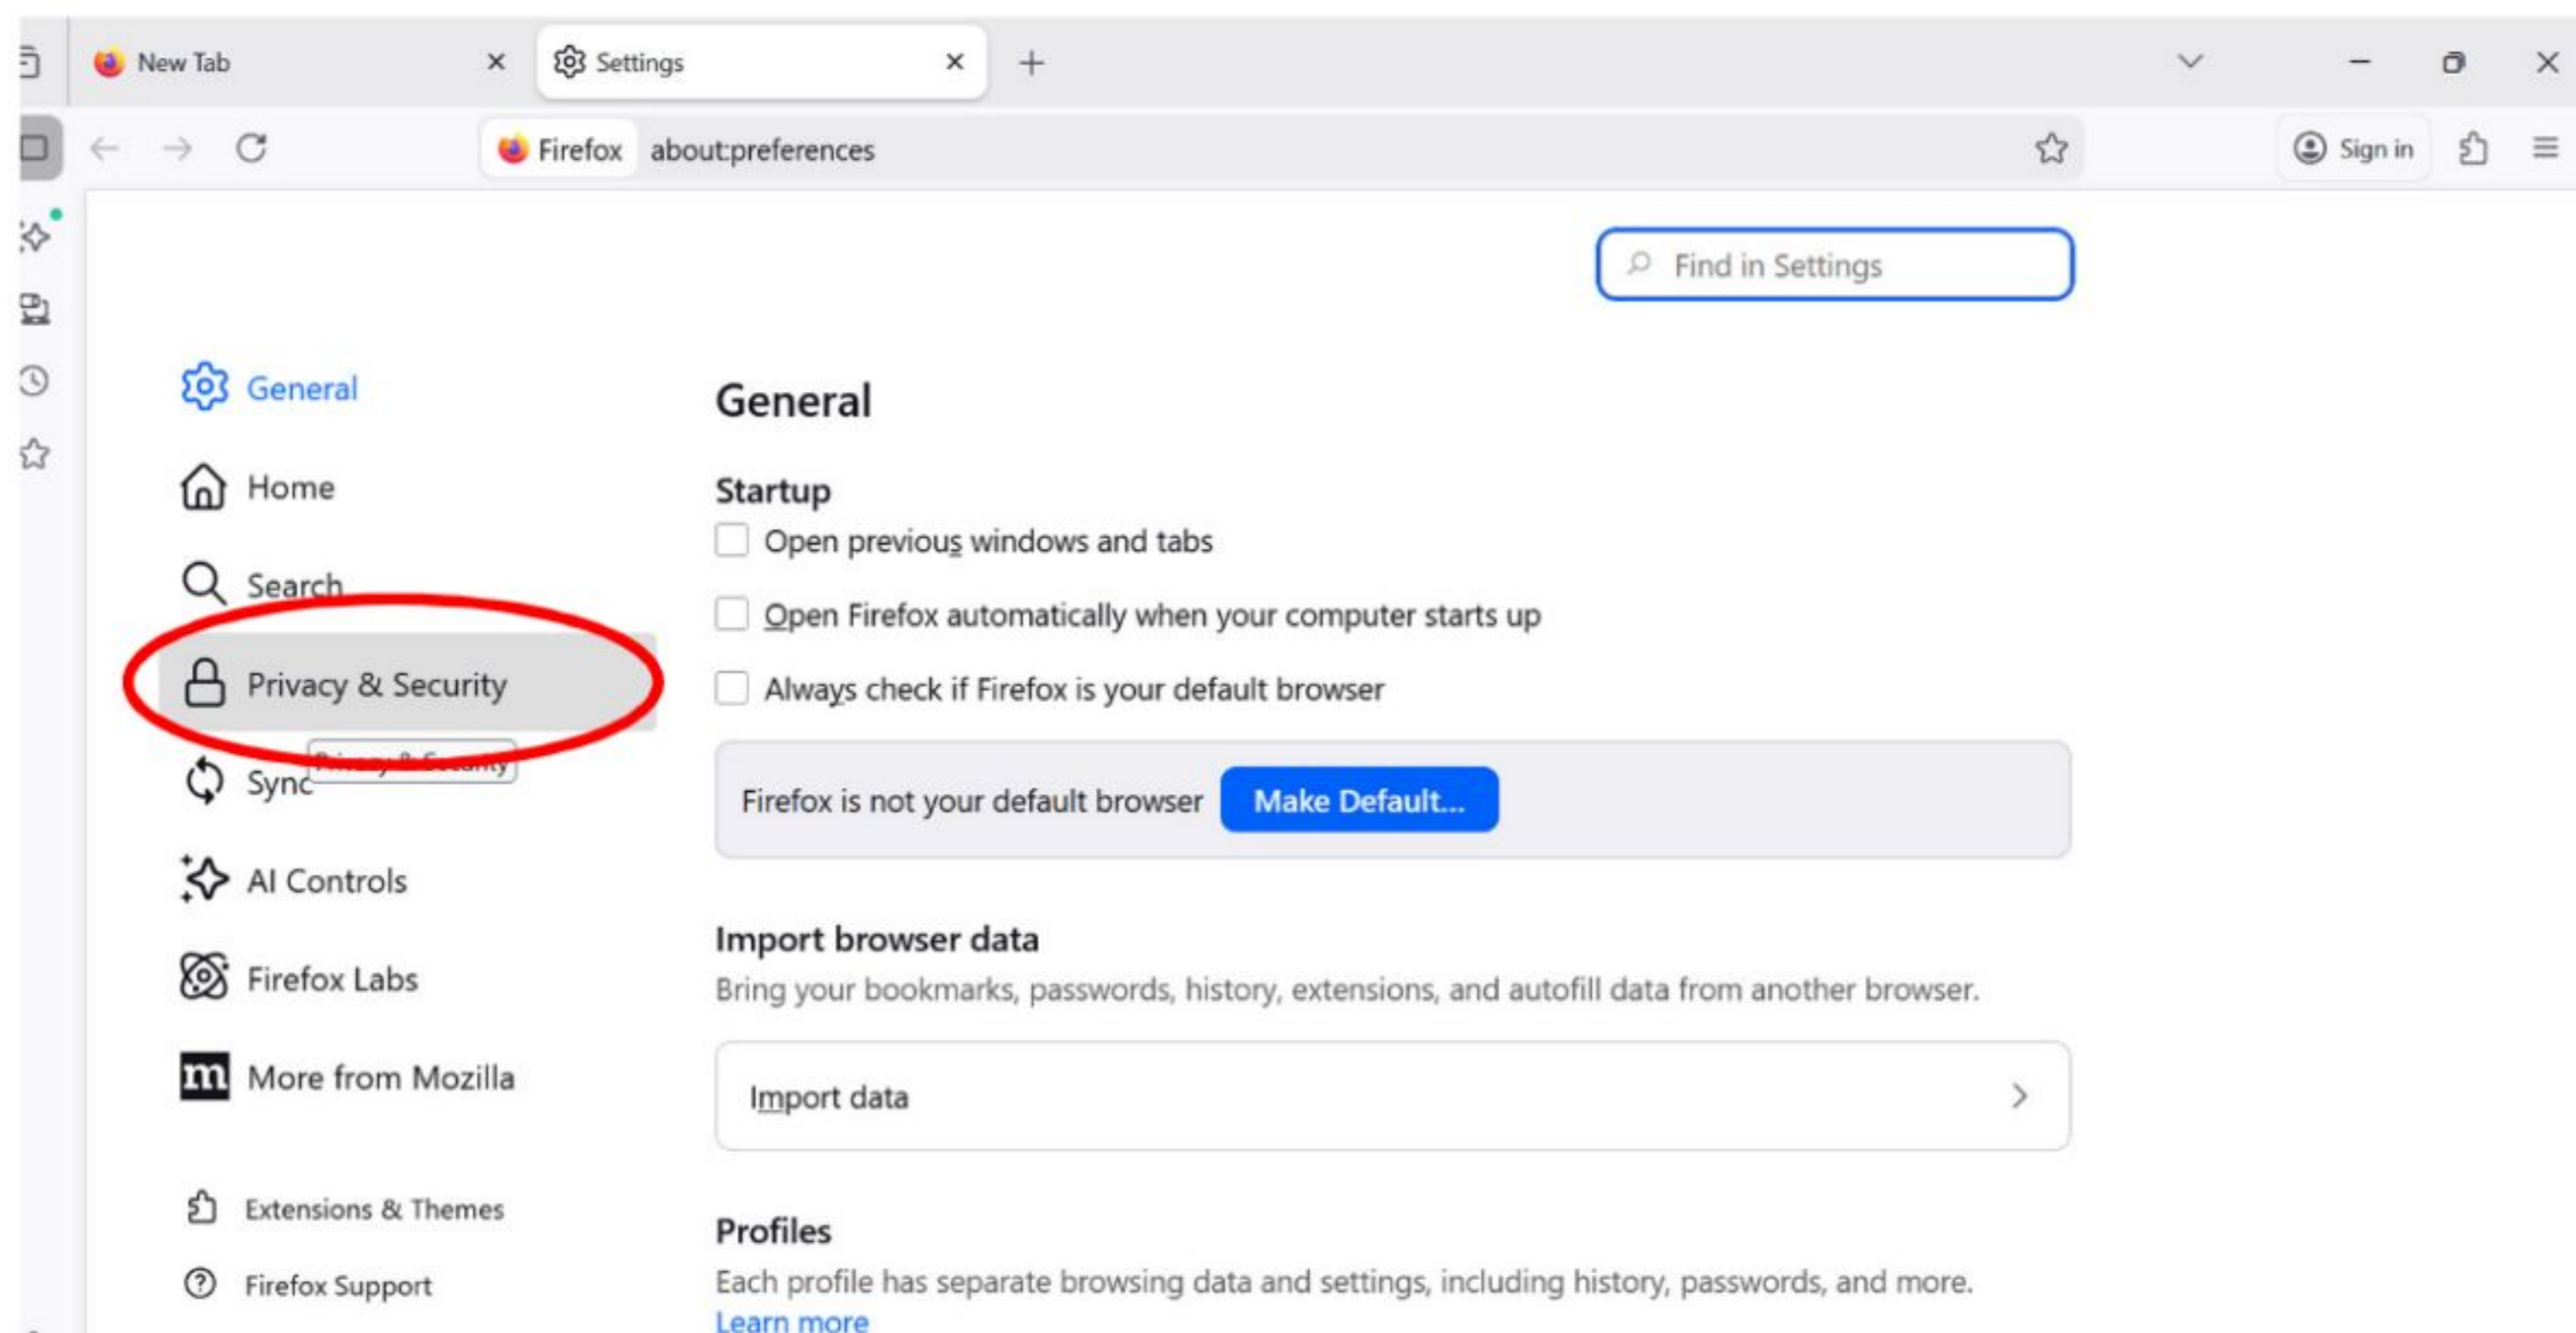 New Tab
Settings
Firefox about:preferences
Sign in
Find in Settings
General
Home
Search
Privacy & Security
Privacy & Security
Sync
AI Controls
Firefox Labs
More from Mozilla
Extensions & Themes
Firefox Support
General
Startup
Open previous windows and tabs
Open Firefox automatically when your computer starts up
Always check if Firefox is your default browser
Firefox is not your default browser Make Default...
Import browser data
Bring your bookmarks, passwords, history, extensions, and autofill data from another browser.
Import data
Profiles
Each profile has separate browsing data and settings, including history, passwords, and more.
Learn more